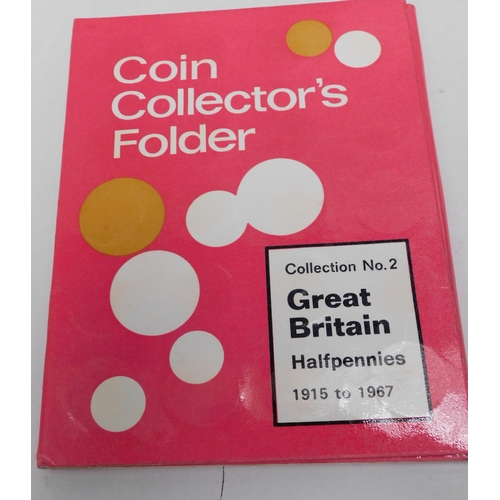 Coin
Collector's
Folder
Collection No.2
Great
Britain
Halfpennies
1915 to 1967